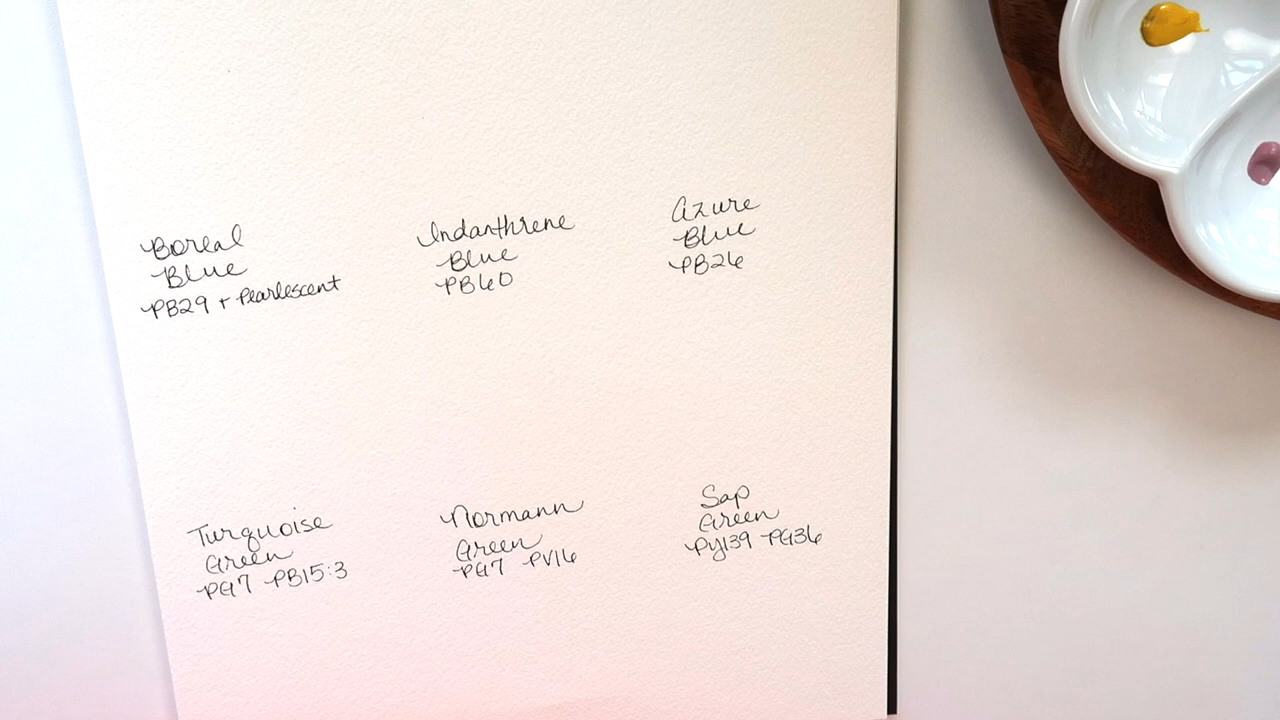 Boreal
Blue
PB29 + Pearlescent
Indanthrene
Blue
PB60
Azure
Blue
PB26
Turquoise
Green
PG7 PB15:3
Normann
Green
PG7 PV16
Sap
Green
PY139 PG36